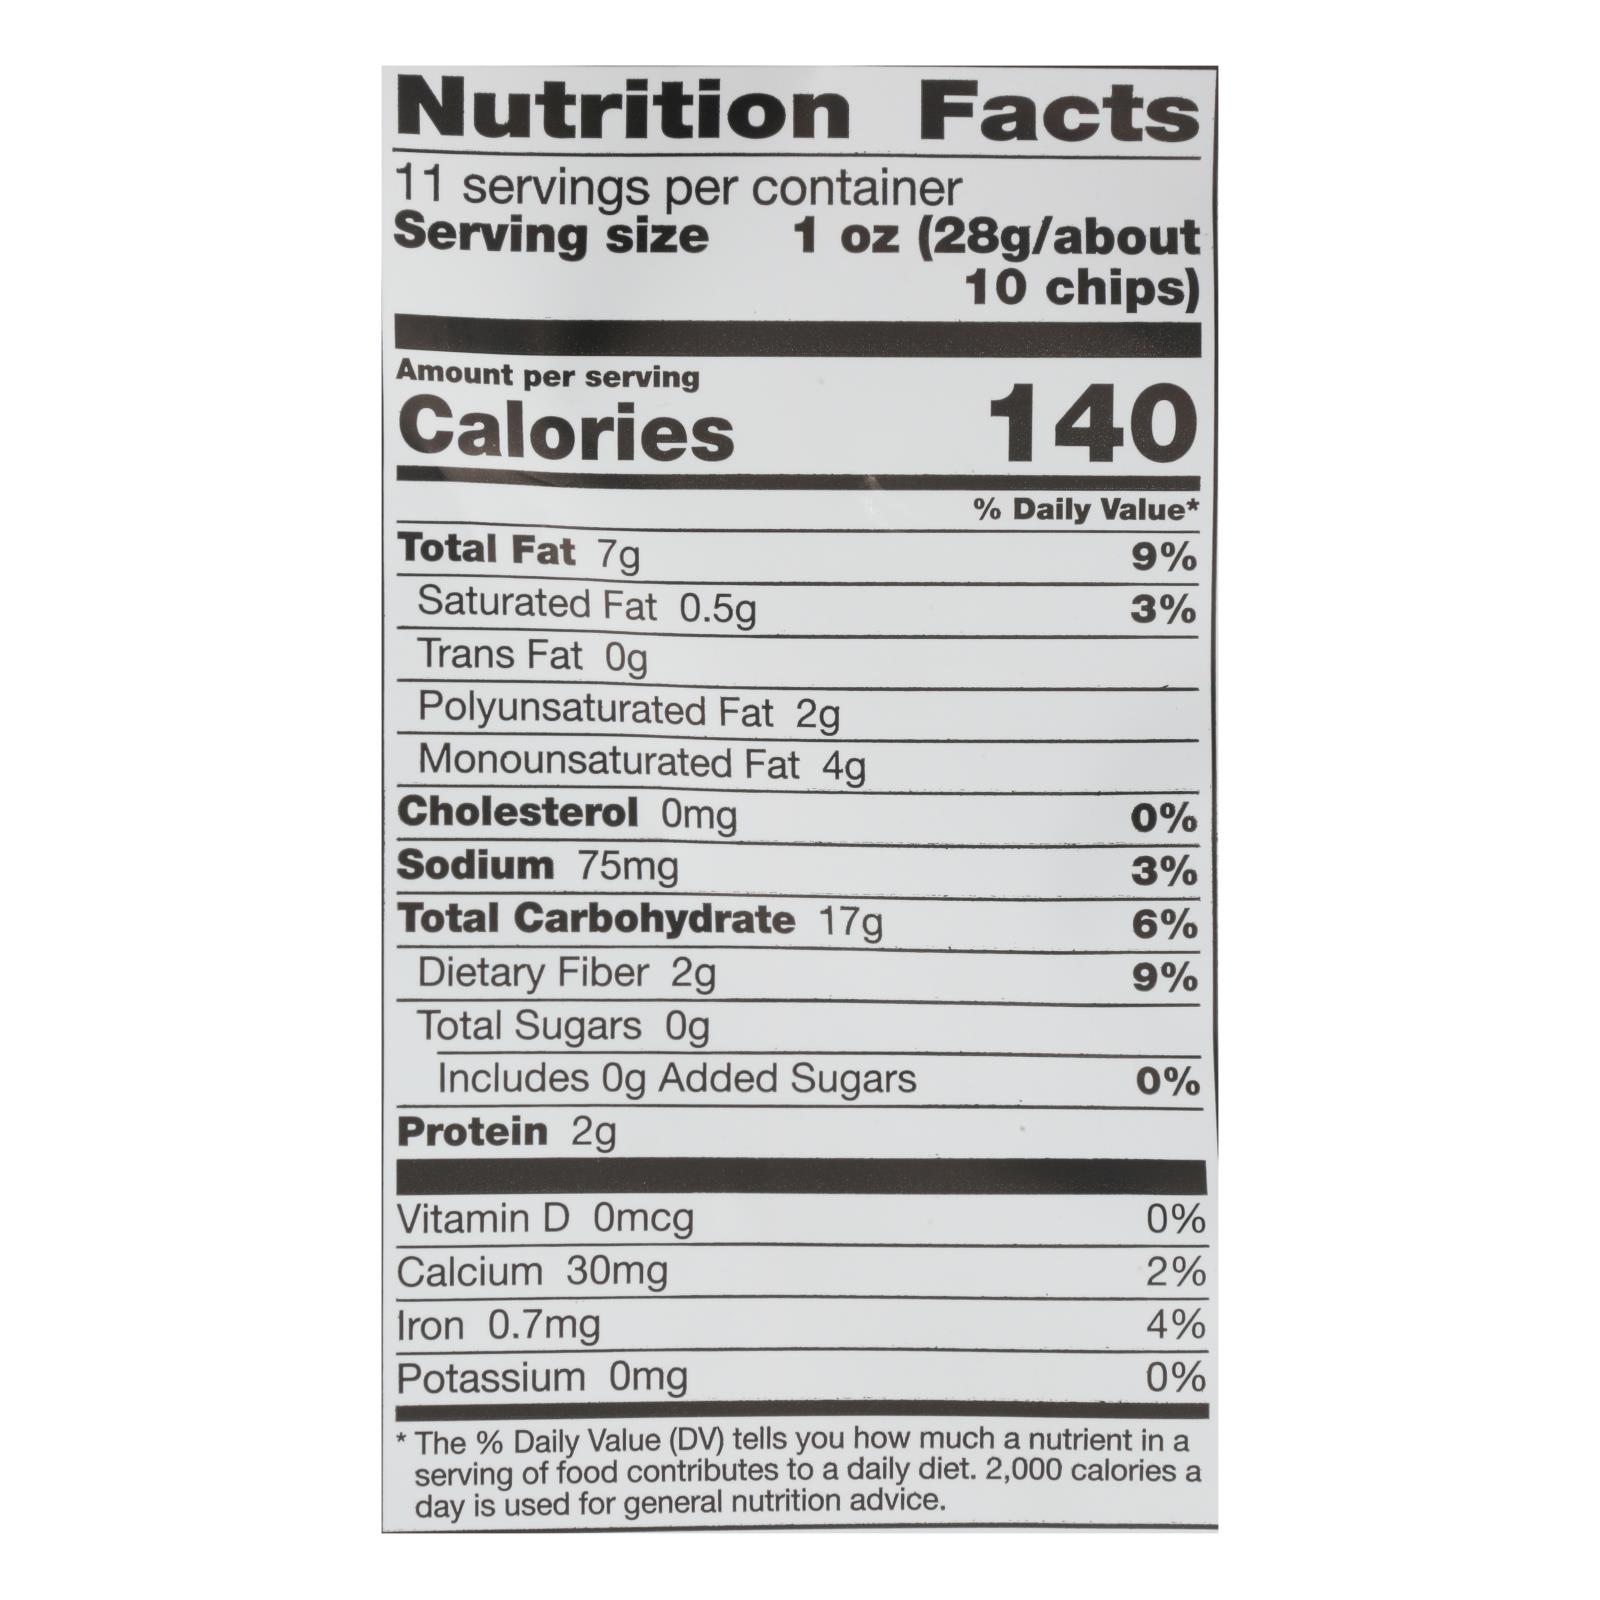 Nutrition Facts
11 servings per container
Serving size 1 oz (28g/about
10 chips)
Amount per serving
Calories 140
% Daily Value*
Total Fat 7g 9%
Saturated Fat 0.5g 3%
Trans Fat 0g
Polyunsaturated Fat 2g
Monounsaturated Fat 4g
Cholesterol 0mg 0%
Sodium 75mg 3%
Total Carbohydrate 17g 6%
Dietary Fiber 2g 9%
Total Sugars 0g
Includes 0g Added Sugars 0%
Protein 2g
Vitamin D 0mcg 0%
Calcium 30mg 2%
Iron 0.7mg 4%
Potassium 0mg 0%
* The % Daily Value (DV) tells you how much a nutrient in a
serving of food contributes to a daily diet. 2,000 calories a
day is used for general nutrition advice.